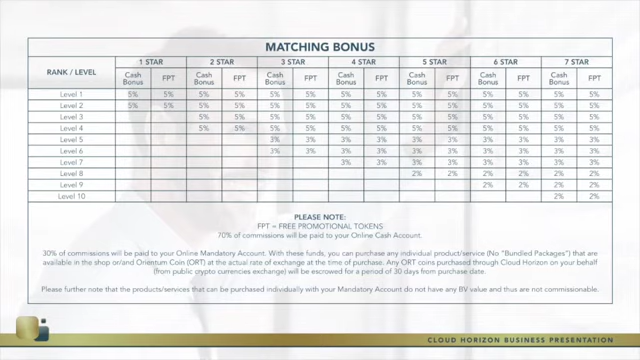 MATCHING BONUS
RANK / LEVEL 1 STAR 2 STAR 3 STAR 4 STAR 5 STAR 6 STAR 7 STAR
Cash Bonus FPT Cash Bonus FPT Cash Bonus FPT Cash Bonus FPT Cash Bonus FPT Cash Bonus FPT Cash Bonus FPT
Level 1 5% 5% 5% 5% 5% 5% 5% 5% 5% 5% 5% 5% 5% 5%
Level 2 5% 5% 5% 5% 5% 5% 5% 5% 5% 5% 5% 5% 5% 5%
Level 3 5% 5% 5% 5% 5% 5% 5% 5% 5% 5% 5% 5%
Level 4 5% 5% 5% 5% 5% 5% 5% 5% 5% 5% 5% 5%
Level 5 3% 3% 3% 3% 3% 3% 3% 3% 3% 3%
Level 6 3% 3% 3% 3% 3% 3% 3% 3% 3% 3%
Level 7 3% 3% 3% 3% 3% 3% 3% 3%
Level 8 2% 2% 2% 2% 2% 2%
Level 9 2% 2% 2% 2%
Level 10 2% 2%
PLEASE NOTE:
FPT = FREE PROMOTIONAL TOKENS
70% of commissions will be paid to your Online Cash Account.
30% of commissions will be paid to your Online Mandatory Account. With these funds, you can purchase any individual product/service (No "Bundled Packages") that are
available in the shop or/and Orientum Coin (ORT) at the actual rate of exchange at the time of purchase. Any ORT coins purchased through Cloud Horizon on your behalf
(from public crypto currencies exchange) will be escrowed for a period of 30 days from purchase date.
Please further note that the products/services that can be purchased individually with your Mandatory Account do not have any BV value and thus are not commissionable.
CLOUD HORIZON BUSINESS PRESENTATION